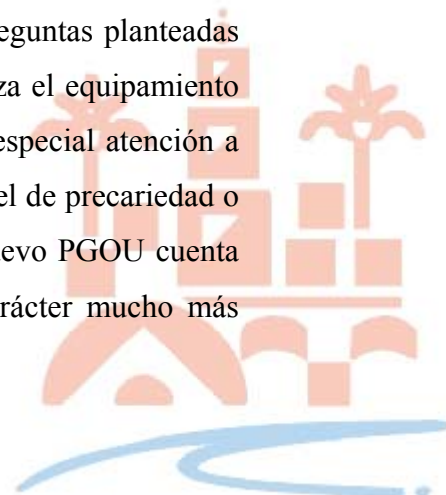 eguntas planteadas
za el equipamiento
especial atención a
el de precariedad o
evo PGOU cuenta
rácter mucho más